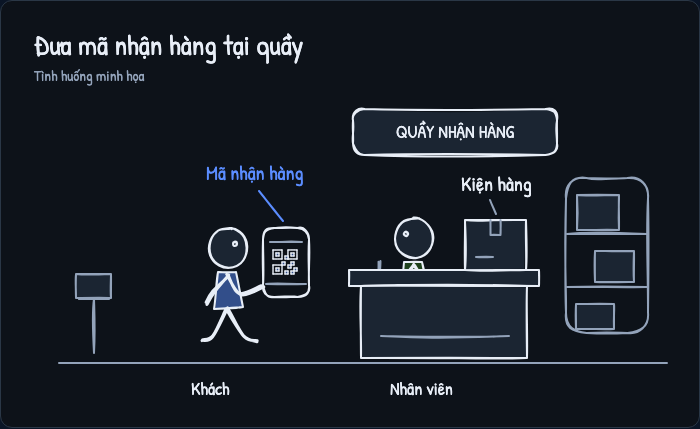 Đưa mã nhận hàng tại quầy
Tình huống minh họa
QUẦY NHẬN HÀNG
Mã nhận hàng
Kiện hàng
Khách
Nhân viên